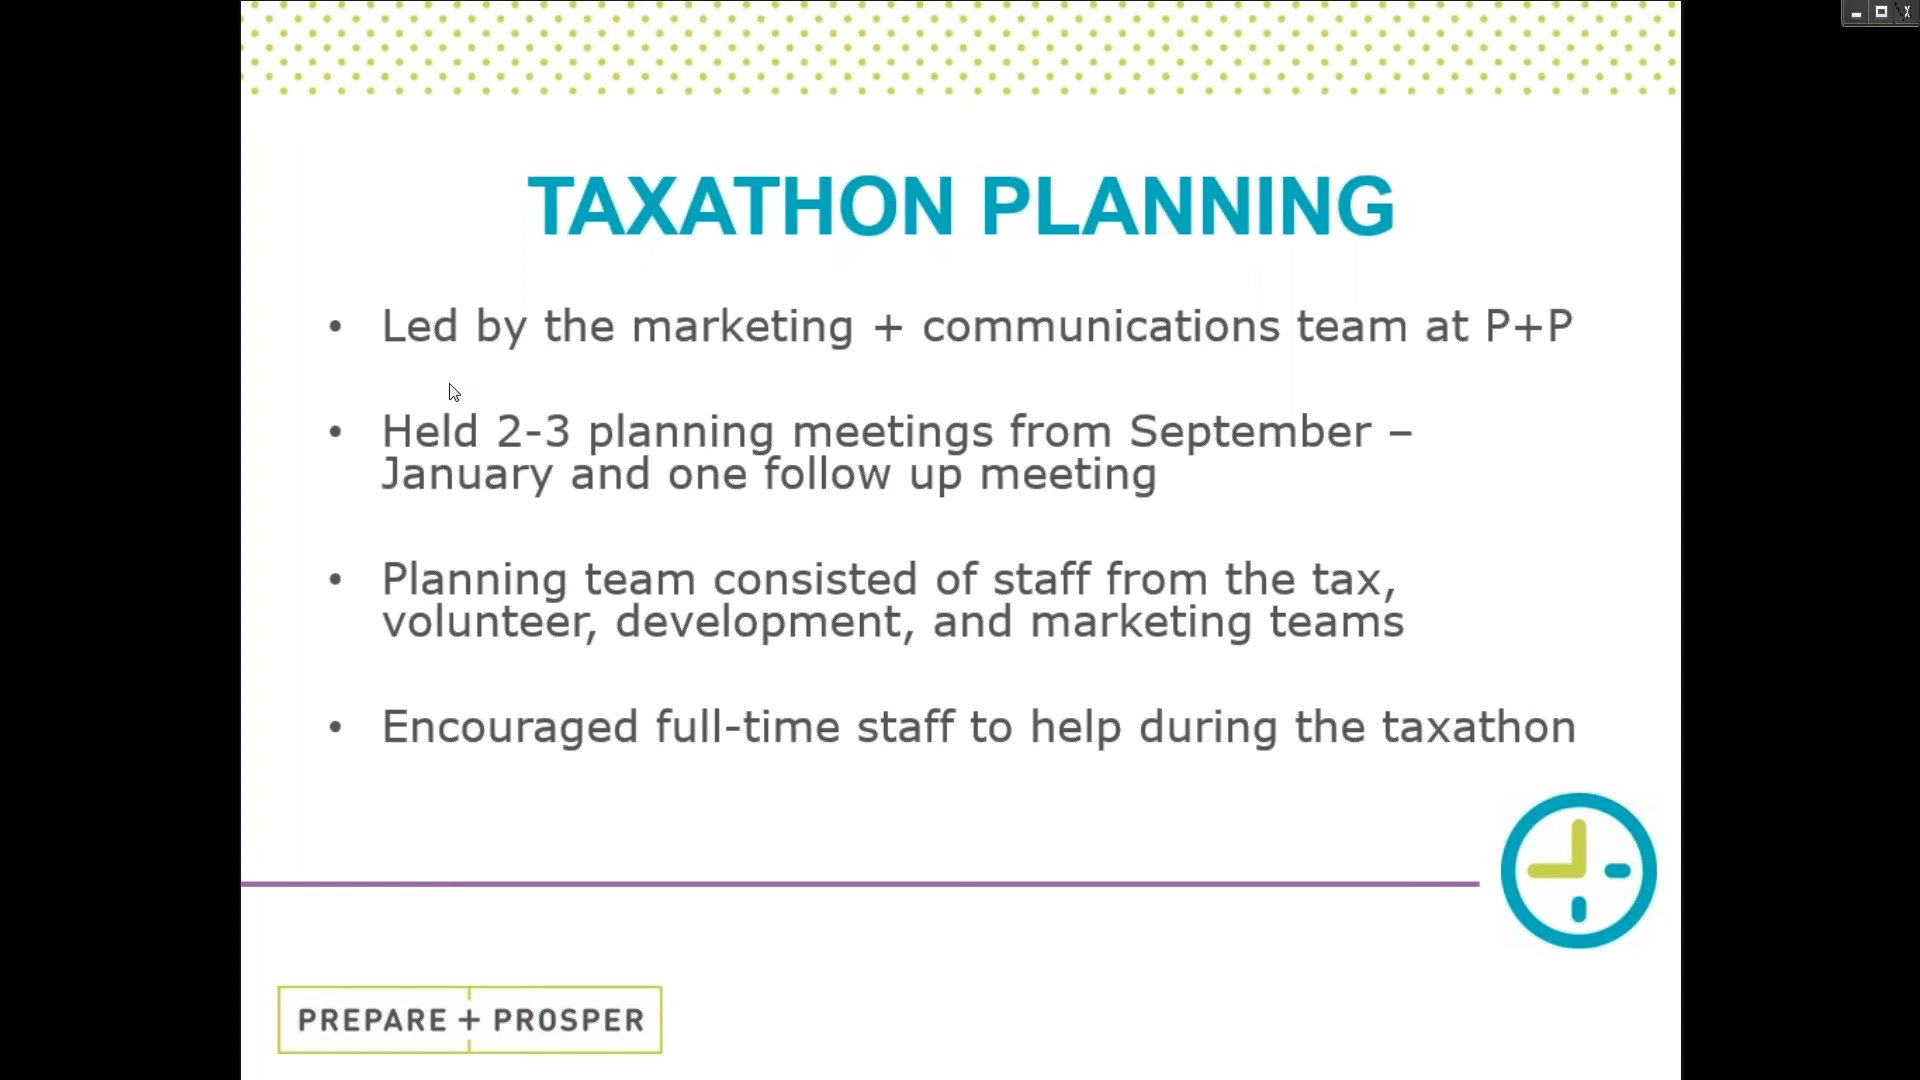 TAXATHON PLANNING
• Led by the marketing + communications team at P+P
• Held 2-3 planning meetings from September –
January and one follow up meeting
• Planning team consisted of staff from the tax,
volunteer, development, and marketing teams
• Encouraged full-time staff to help during the taxathon
PREPARE + PROSPER